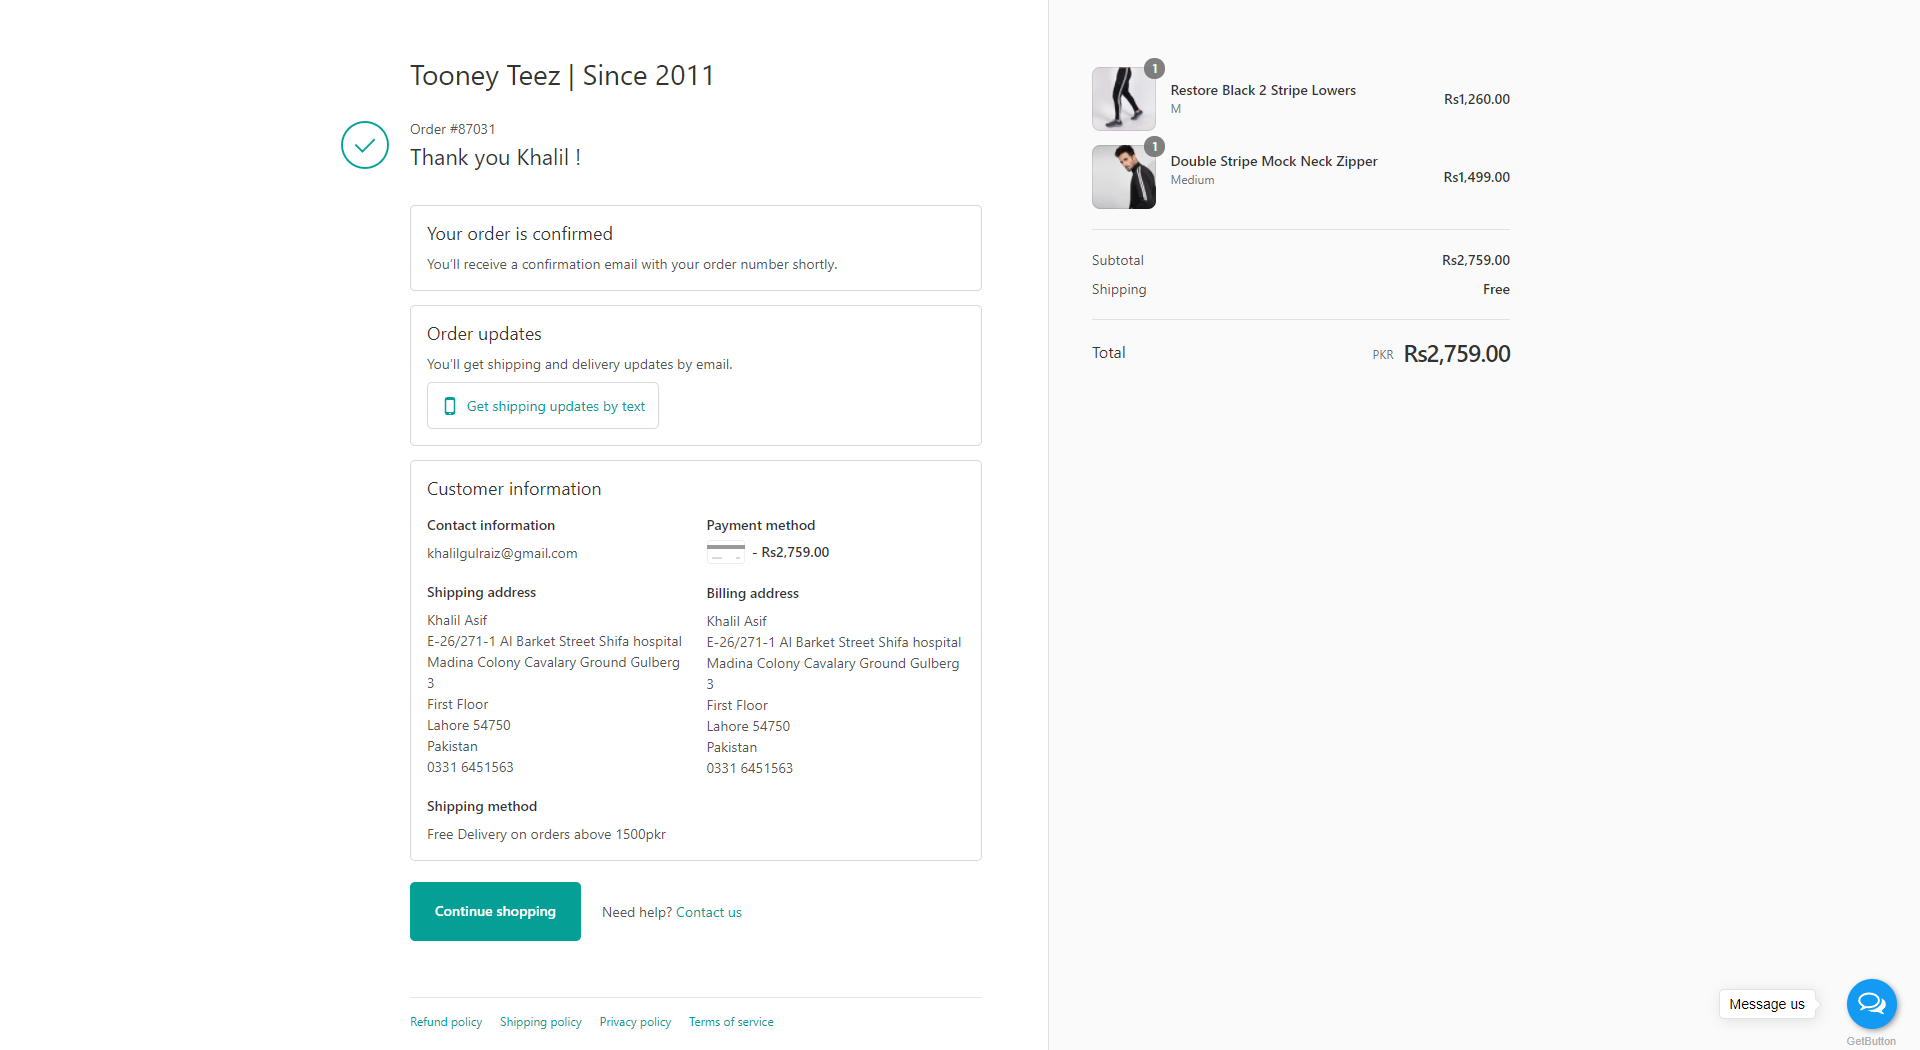 Tooney Teez | Since 2011
Order #87031
Thank you Khalil !
Your order is confirmed
You'll receive a confirmation email with your order number shortly.
Order updates
You'll get shipping and delivery updates by email.
Get shipping updates by text
Customer information
Contact information
khalilgulraiz@gmail.com
Payment method
- Rs2,759.00
Shipping address
Khalil Asif
E-26/271-1 Al Barket Street Shifa hospital
Madina Colony Cavalary Ground Gulberg
3
First Floor
Lahore 54750
Pakistan
0331 6451563
Billing address
Khalil Asif
E-26/271-1 Al Barket Street Shifa hospital
Madina Colony Cavalary Ground Gulberg
3
First Floor
Lahore 54750
Pakistan
0331 6451563
Shipping method
Free Delivery on orders above 1500pkr
Continue shopping
Need help? Contact us
Refund policy Shipping policy Privacy policy Terms of service
1
Restore Black 2 Stripe Lowers
M
Rs1,260.00
1
Double Stripe Mock Neck Zipper
Medium
Rs1,499.00
Subtotal Rs2,759.00
Shipping Free
Total PKR Rs2,759.00
Message us
GetButton